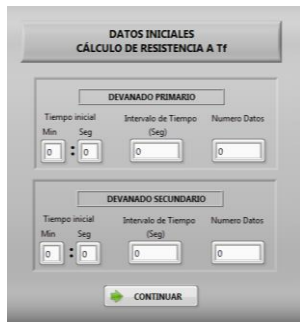 DATOS INICIALES
CÁLCULO DE RESISTENCIA A Tf
DEVANADO PRIMARIO
Tiempo inicial Intervalo de Tiempo Numero Datos
Min Seg (Seg)
0 : 0 0 0
DEVANADO SECUNDARIO
Tiempo inicial Intervalo de Tiempo Numero Datos
Min Seg (Seg)
0 : 0 0 0
CONTINUAR